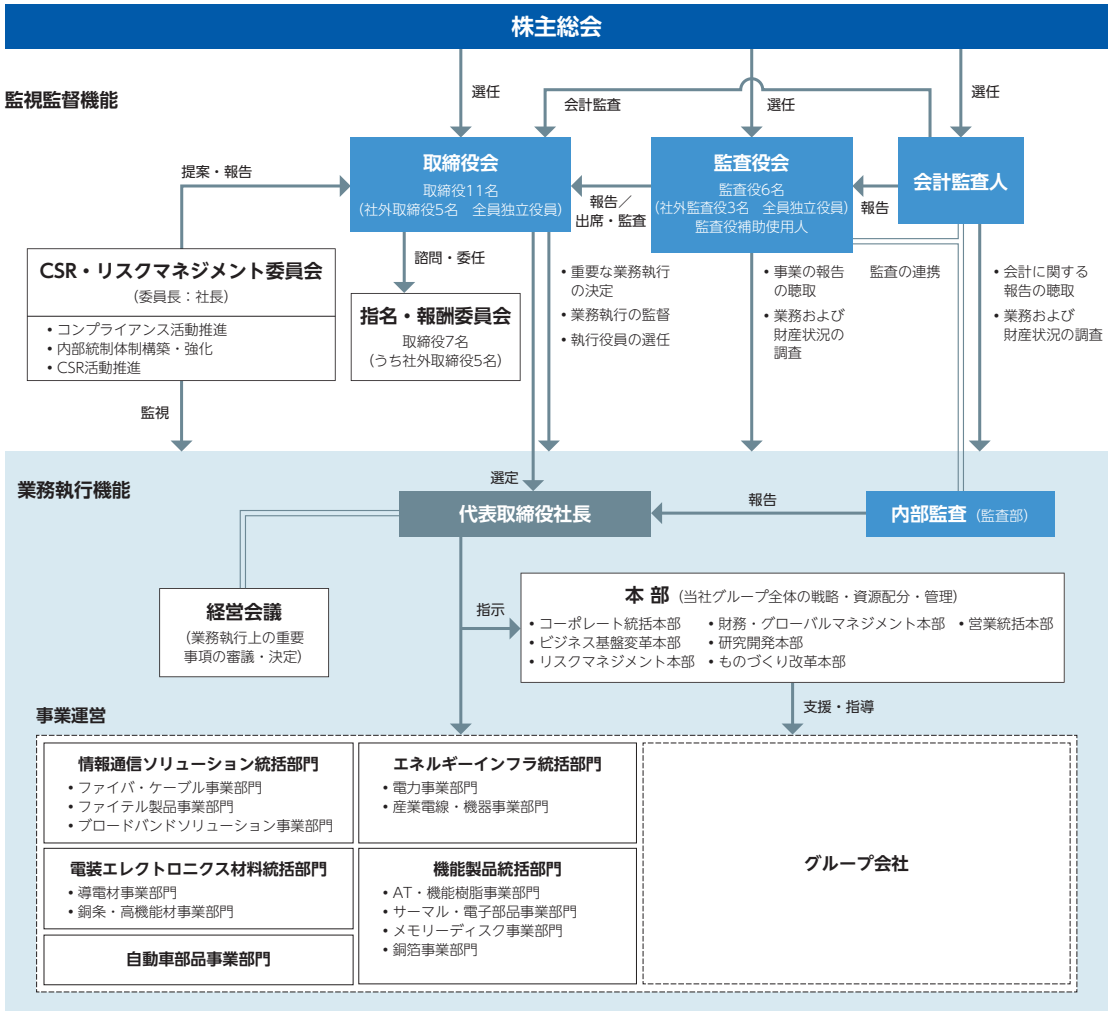 株主総会
監視監督機能
選任
会計監査
選任
選任
提案・報告
取締役会
取締役11名
(社外取締役5名　全員独立役員)
報告／
出席・監査
監査役会
監査役6名
(社外監査役3名　全員独立役員)
監査役補助使用人
報告
会計監査人
CSR・リスクマネジメント委員会
(委員長：社長)
• コンプライアンス活動推進
• 内部統制体制構築・強化
• CSR活動推進
諮問・委任
指名・報酬委員会
取締役7名
(うち社外取締役5名)
• 重要な業務執行
の決定
• 業務執行の監督
• 執行役員の選任
• 事業の報告
の聴取
• 業務および
財産状況の
調査
監査の連携
• 会計に関する
報告の聴取
• 業務および
財産状況の調査
監視
業務執行機能
選定
代表取締役社長
報告
内部監査 (監査部)
経営会議
(業務執行上の重要
事項の審議・決定)
指示
本 部 (当社グループ全体の戦略・資源配分・管理)
• コーポレート統括本部
• ビジネス基盤変革本部
• リスクマネジメント本部
• 財務・グローバルマネジメント本部
• 研究開発本部
• ものづくり改革本部
• 営業統括本部
支援・指導
事業運営
情報通信ソリューション統括部門
• ファイバ・ケーブル事業部門
• ファイテル製品事業部門
• ブロードバンドソリューション事業部門
エネルギーインフラ統括部門
• 電力事業部門
• 産業電線・機器事業部門
電装エレクトロニクス材料統括部門
• 導電材事業部門
• 銅条・高機能材事業部門
機能製品統括部門
• AT・機能樹脂事業部門
• サーマル・電子部品事業部門
• メモリーディスク事業部門
• 銅箔事業部門
自動車部品事業部門
グループ会社